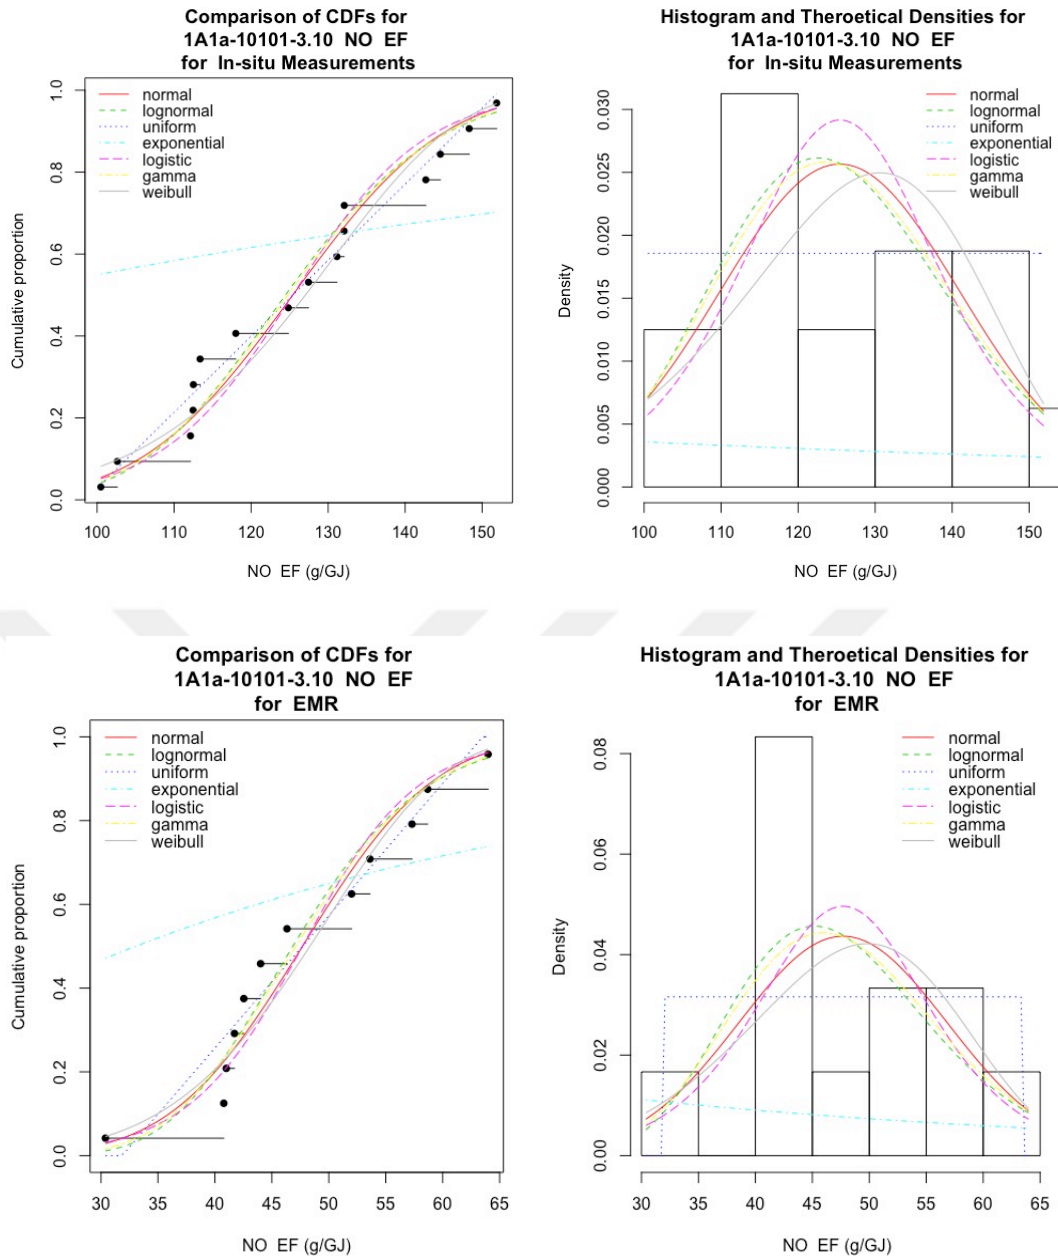 Comparison of CDFs for
1A1a-10101-3.10 NO EF
for In-situ Measurements
normal
lognormal
uniform
exponential
logistic
gamma
weibull
Cumulative proportion
0.0
0.2
0.4
0.6
0.8
1.0
100 110 120 130 140 150
NO EF (g/GJ)
Histogram and Theroetical Densities for
1A1a-10101-3.10 NO EF
for In-situ Measurements
normal
lognormal
uniform
exponential
logistic
gamma
weibull
Density
0.000
0.005
0.010
0.015
0.020
0.025
0.030
100 110 120 130 140 150
NO EF (g/GJ)
Comparison of CDFs for
1A1a-10101-3.10 NO EF
for EMR
normal
lognormal
uniform
exponential
logistic
gamma
weibull
Cumulative proportion
0.0
0.2
0.4
0.6
0.8
1.0
30 35 40 45 50 55 60 65
NO EF (g/GJ)
Histogram and Theroetical Densities for
1A1a-10101-3.10 NO EF
for EMR
normal
lognormal
uniform
exponential
logistic
gamma
weibull
Density
0.00
0.02
0.04
0.06
0.08
30 35 40 45 50 55 60 65
NO EF (g/GJ)